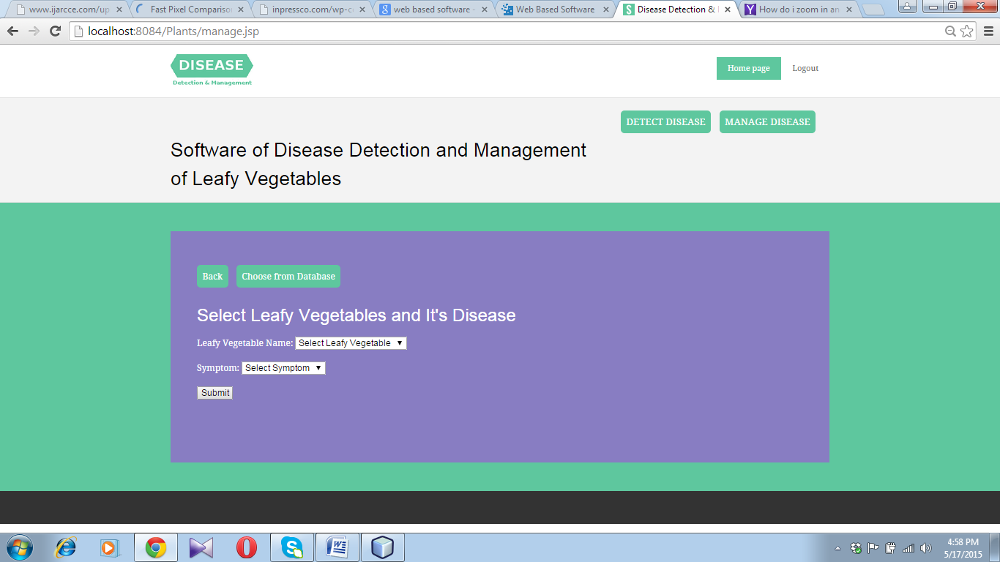 www.ijarcce.com/up
Fast Pixel Compariso
inpressco.com/wp-c
web based software -
Web Based Software
Disease Detection &
How do i zoom in an
localhost:8084/Plants/manage.jsp
DISEASE
Detection & Management
Home page
Logout
DETECT DISEASE
MANAGE DISEASE
Software of Disease Detection and Management
of Leafy Vegetables
Back
Choose from Database
Select Leafy Vegetables and It's Disease
Leafy Vegetable Name: Select Leafy Vegetable
Symptom: Select Symptom
Submit
4:58 PM
5/17/2015